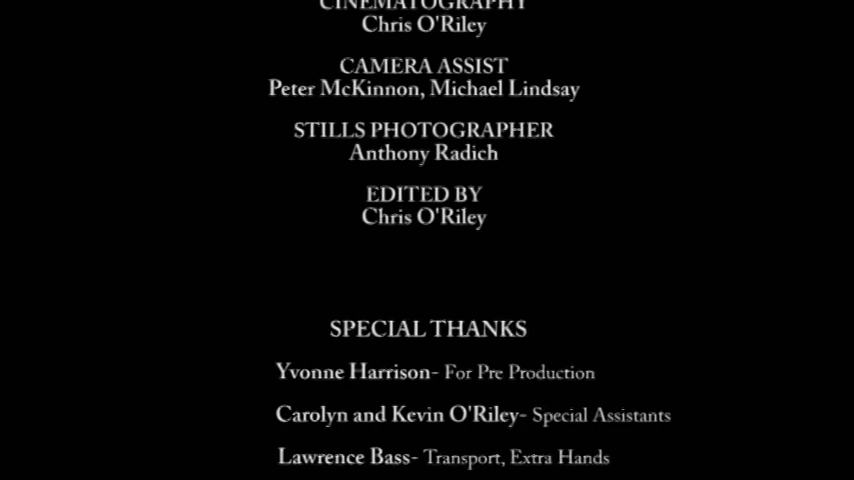 CINEMATOGRAPHY
Chris O'Riley
CAMERA ASSIST
Peter McKinnon, Michael Lindsay
STILLS PHOTOGRAPHER
Anthony Radich
EDITED BY
Chris O'Riley
SPECIAL THANKS
Yvonne Harrison- For Pre Production
Carolyn and Kevin O'Riley- Special Assistants
Lawrence Bass- Transport, Extra Hands